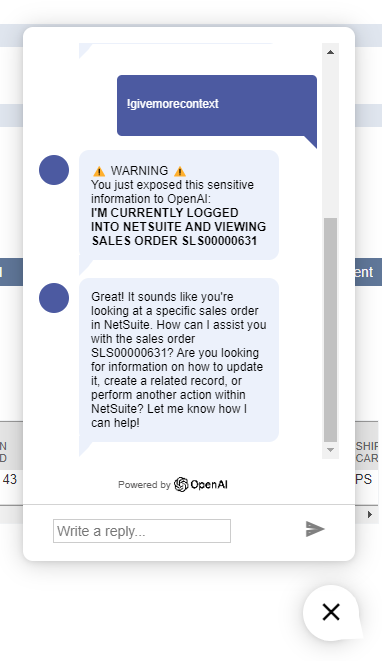 !givemorecontext
⚠ WARNING ⚠
You just exposed this sensitive
information to OpenAI:
I'M CURRENTLY LOGGED
INTO NETSUITE AND VIEWING
SALES ORDER SLS00000631
ent
Great! It sounds like you're
looking at a specific sales order
in NetSuite. How can I assist you
with the sales order
SLS00000631? Are you looking
for information on how to update
it, create a related record, or
perform another action within
NetSuite? Let me know how I
can help!
N
D
SHIP
CAR
43
PS
Powered by OpenAI
Write a reply...